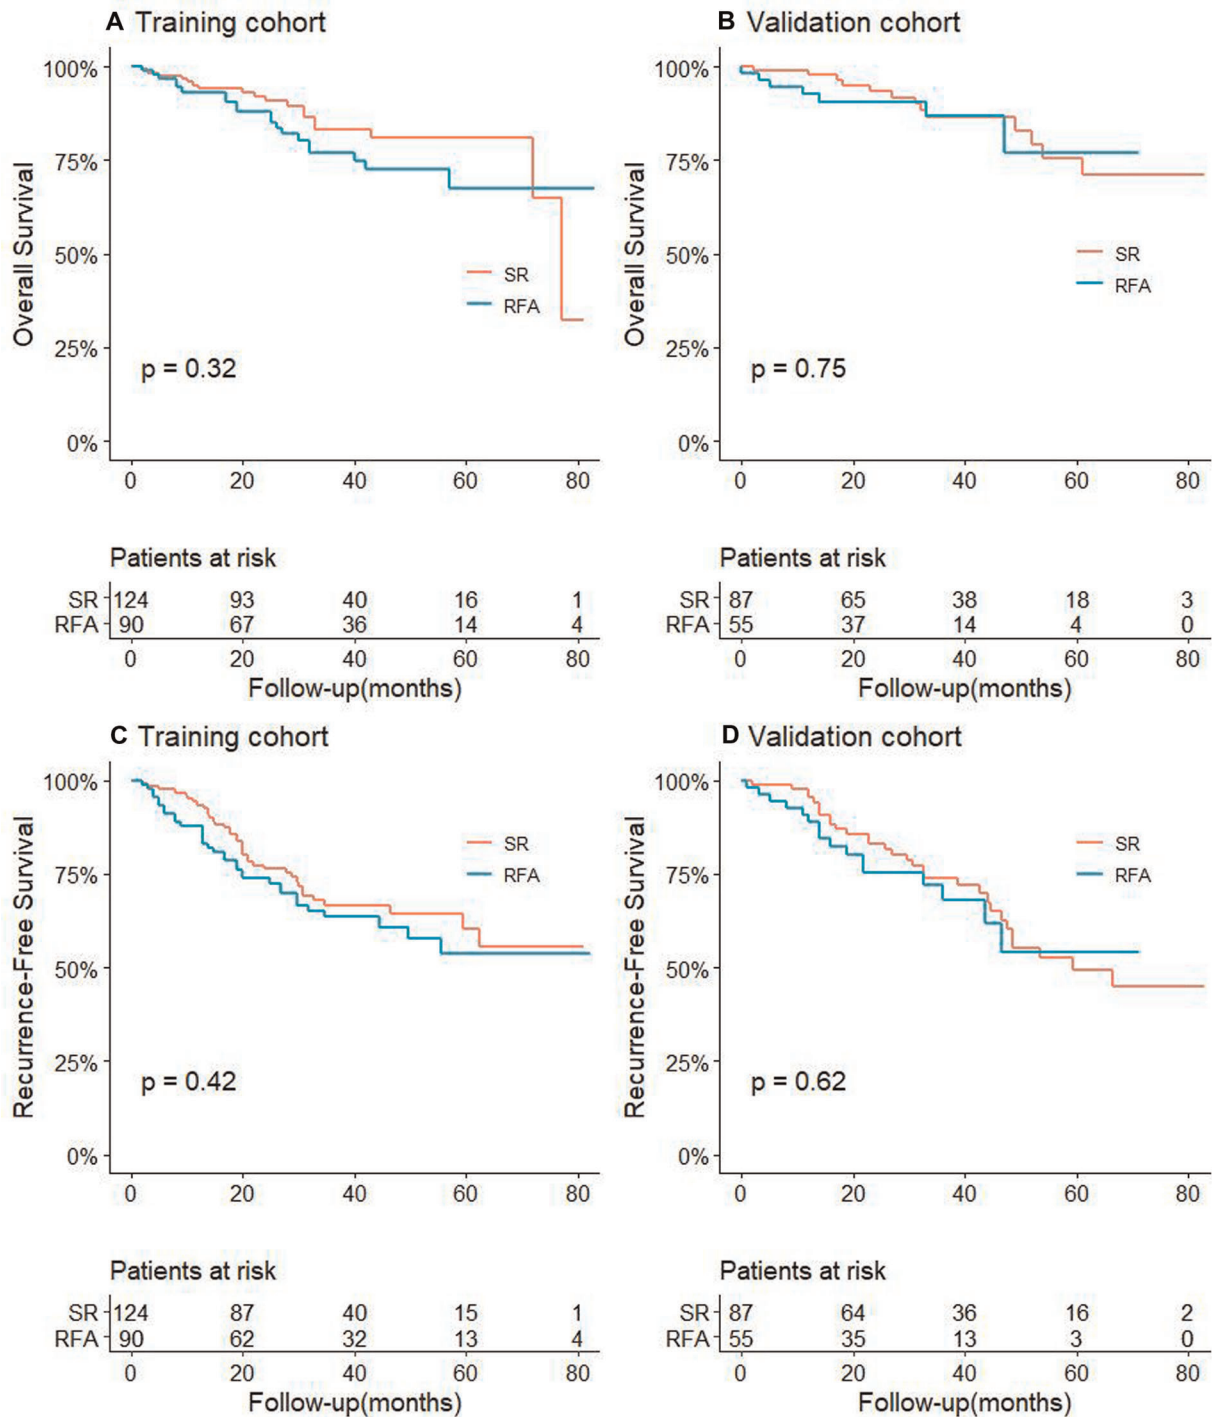 A Training cohort
Overall Survival
100%
75%
50%
25%
0%
SR
RFA
p = 0.32
0 20 40 60 80
Patients at risk
SR 124 93 40 16 1
RFA 90 67 36 14 4
0 20 40 60 80
Follow-up(months)
B Validation cohort
Overall Survival
100%
75%
50%
25%
0%
SR
RFA
p = 0.75
0 20 40 60 80
Patients at risk
SR 87 65 38 18 3
RFA 55 37 14 4 0
0 20 40 60 80
Follow-up(months)
C Training cohort
Recurrence-Free Survival
100%
75%
50%
25%
0%
SR
RFA
p = 0.42
0 20 40 60 80
Patients at risk
SR 124 87 40 15 1
RFA 90 62 32 13 4
0 20 40 60 80
Follow-up(months)
D Validation cohort
Recurrence-Free Survival
100%
75%
50%
25%
0%
SR
RFA
p = 0.62
0 20 40 60 80
Patients at risk
SR 87 64 36 16 2
RFA 55 35 13 3 0
0 20 40 60 80
Follow-up(months)